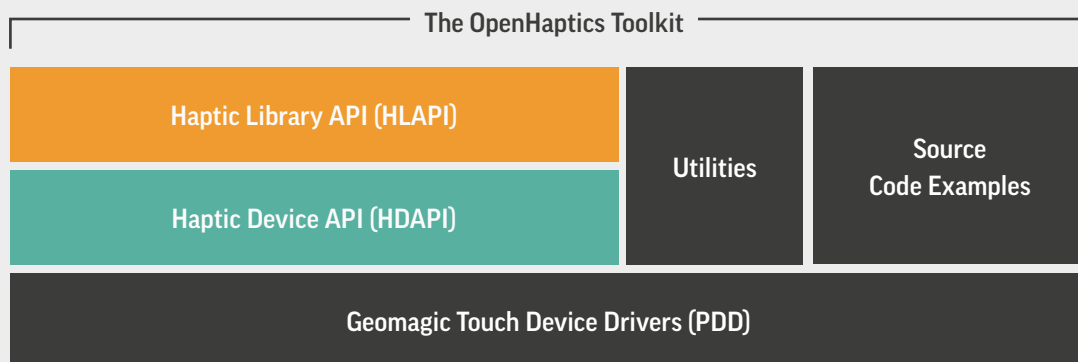 The OpenHaptics Toolkit
Haptic Library API (HLAPI)
Haptic Device API (HDAPI)
Utilities
Source
Code Examples
Geomagic Touch Device Drivers (PDD)